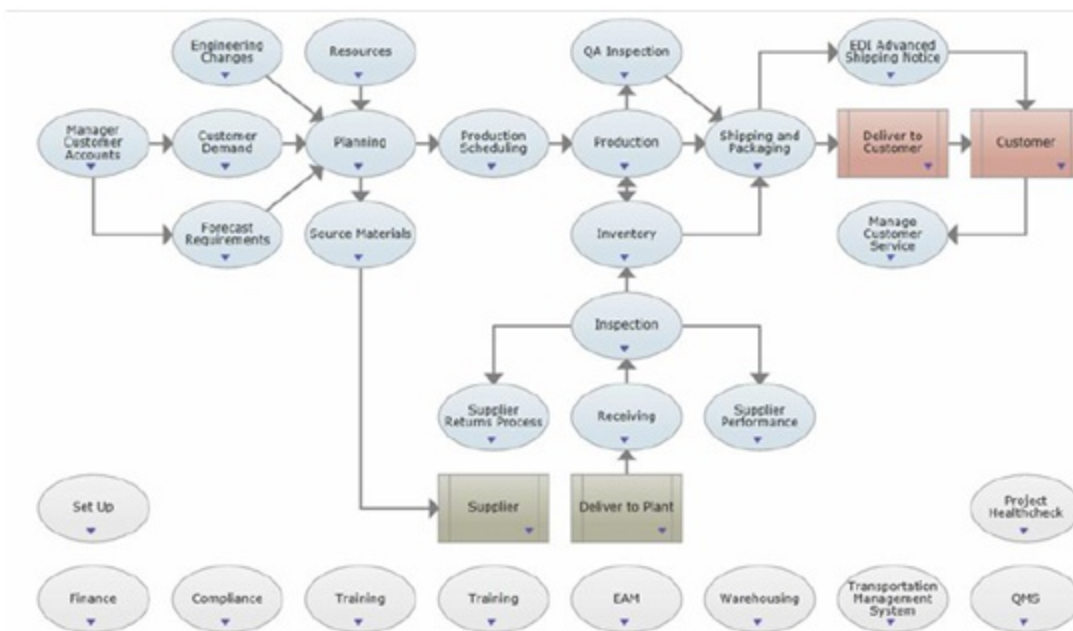 Engineering
Changes
Resources
QA Inspection
EDI Advanced
Shipping Notice
Manager
Customer
Accounts
Customer
Demand
Planning
Production
Scheduling
Production
Shipping and
Packaging
Deliver to
Customer
Customer
Forecast
Requirements
Source Materials
Inventory
Manage
Customer
Service
Inspection
Supplier
Returns Process
Receiving
Supplier
Performance
Set Up
Supplier
Deliver to Plant
Project
Healthcheck
Finance
Compliance
Training
Training
EAM
Warehousing
Transportation
Management
System
QMS